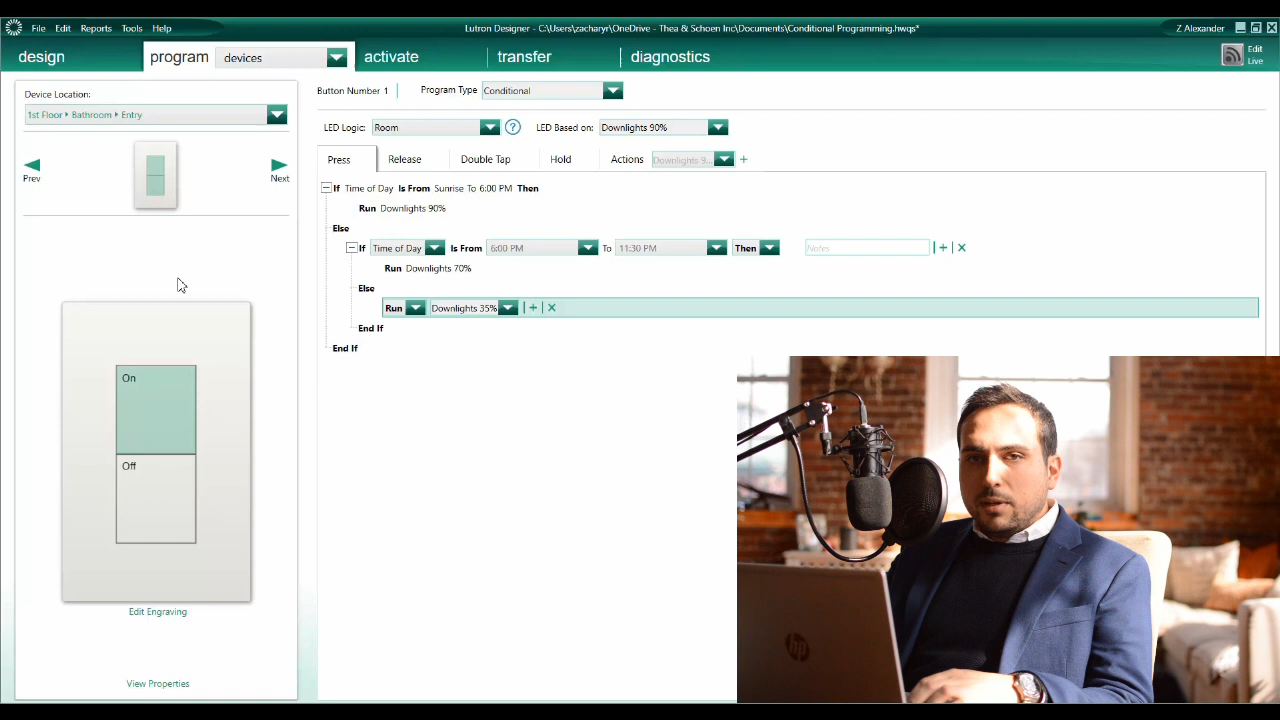 File Edit Reports Tools Help
Lutron Designer - C:\Users\zacharyr\OneDrive - Thea & Schoen Inc\Documents\Conditional Programming.hwqs*
Z Alexander
design program devices activate transfer diagnostics
Edit
Live
Device Location:
1st Floor Bathroom Entry
Prev Next
On
Off
Edit Engraving
View Properties
Button Number 1 Program Type Conditional
LED Logic: Room ? LED Based on: Downlights 90%
Press Release Double Tap Hold Actions Downlights 9... +
If Time of Day Is From Sunrise To 6:00 PM Then
Run Downlights 90%
Else
If Time of Day Is From 6:00 PM To 11:30 PM Then Notes
Run Downlights 70%
Else
Run Downlights 35%
End If
End If
hp